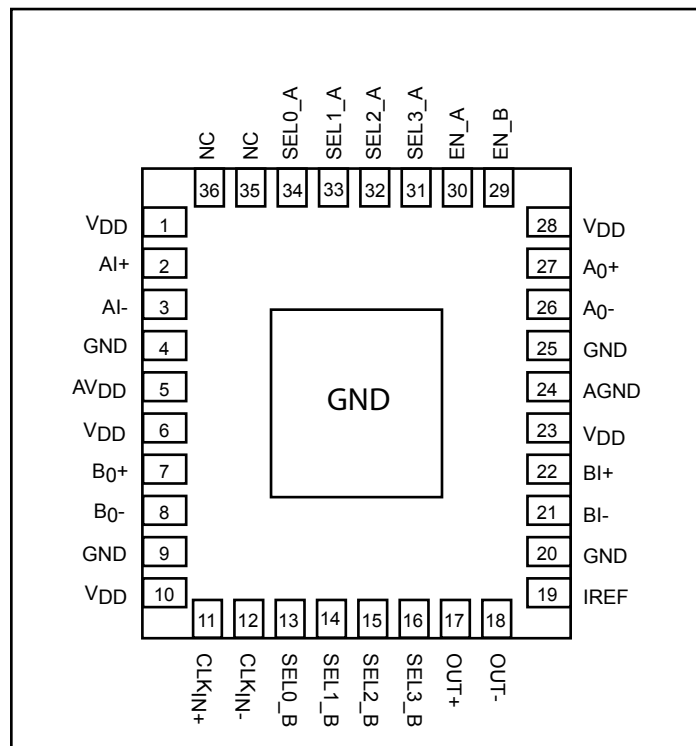 NC
NC
SEL0_A
SEL1_A
SEL2_A
SEL3_A
EN_A
EN_B
36 35 34 33 32 31 30 29
VDD 1 28 VDD
AI+ 2 27 A0+
AI- 3 26 A0-
GND 4 25 GND
AVDD 5 24 AGND
GND
VDD 6 23 VDD
B0+ 7 22 BI+
B0- 8 21 BI-
GND 9 20 GND
VDD 10 19 IREF
11 12 13 14 15 16 17 18
CLKIN+
CLKIN-
SEL0_B
SEL1_B
SEL2_B
SEL3_B
OUT+
OUT-